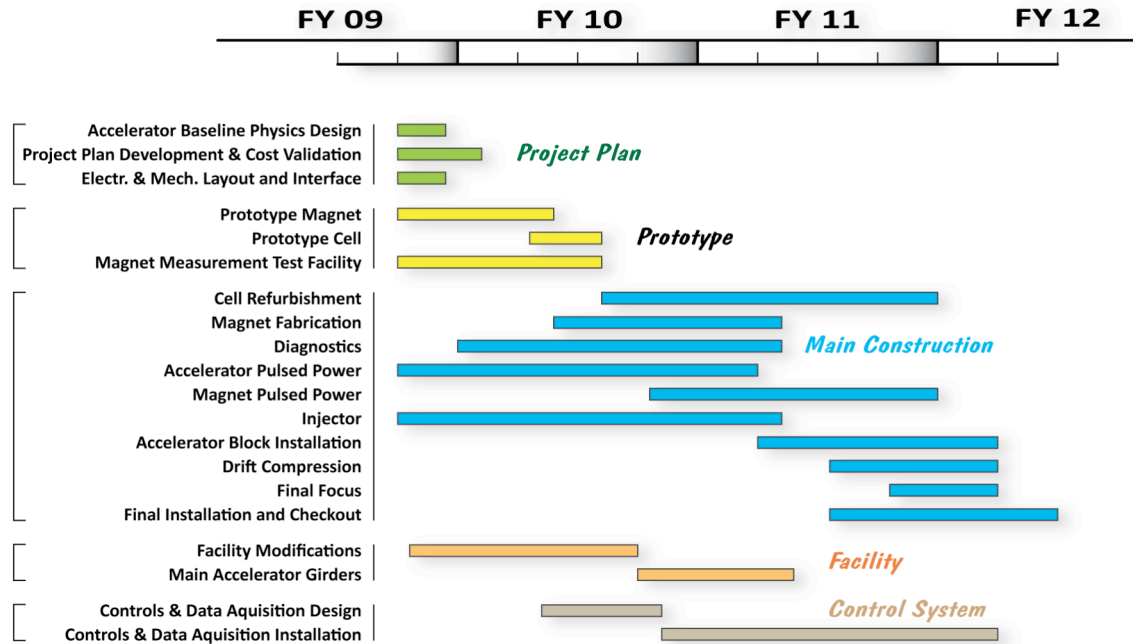 FY 09 FY 10 FY 11 FY 12
Accelerator Baseline Physics Design
Project Plan Development & Cost Validation Project Plan
Electr. & Mech. Layout and Interface
Prototype Magnet
Prototype Cell Prototype
Magnet Measurement Test Facility
Cell Refurbishment
Magnet Fabrication
Diagnostics Main Construction
Accelerator Pulsed Power
Magnet Pulsed Power
Injector
Accelerator Block Installation
Drift Compression
Final Focus
Final Installation and Checkout
Facility Modifications Facility
Main Accelerator Girders
Controls & Data Aquisition Design Control System
Controls & Data Aquisition Installation